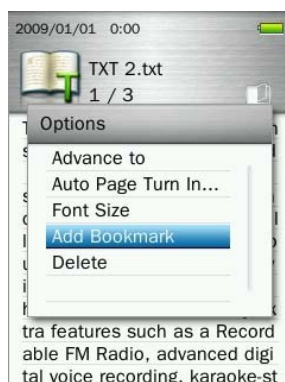 2009/01/01 0:00
TXT 2.txt
1 / 3
Options
Advance to
Auto Page Turn In...
Font Size
Add Bookmark
Delete
tra features such as a Record
able FM Radio, advanced digi
tal voice recording, karaoke-st